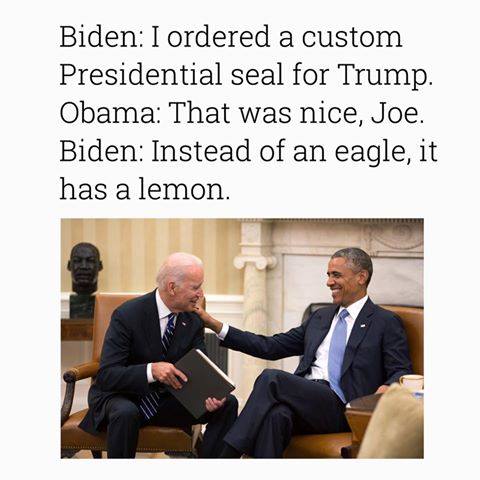 Biden: I ordered a custom
Presidential seal for Trump.
Obama: That was nice, Joe.
Biden: Instead of an eagle, it
has a lemon.